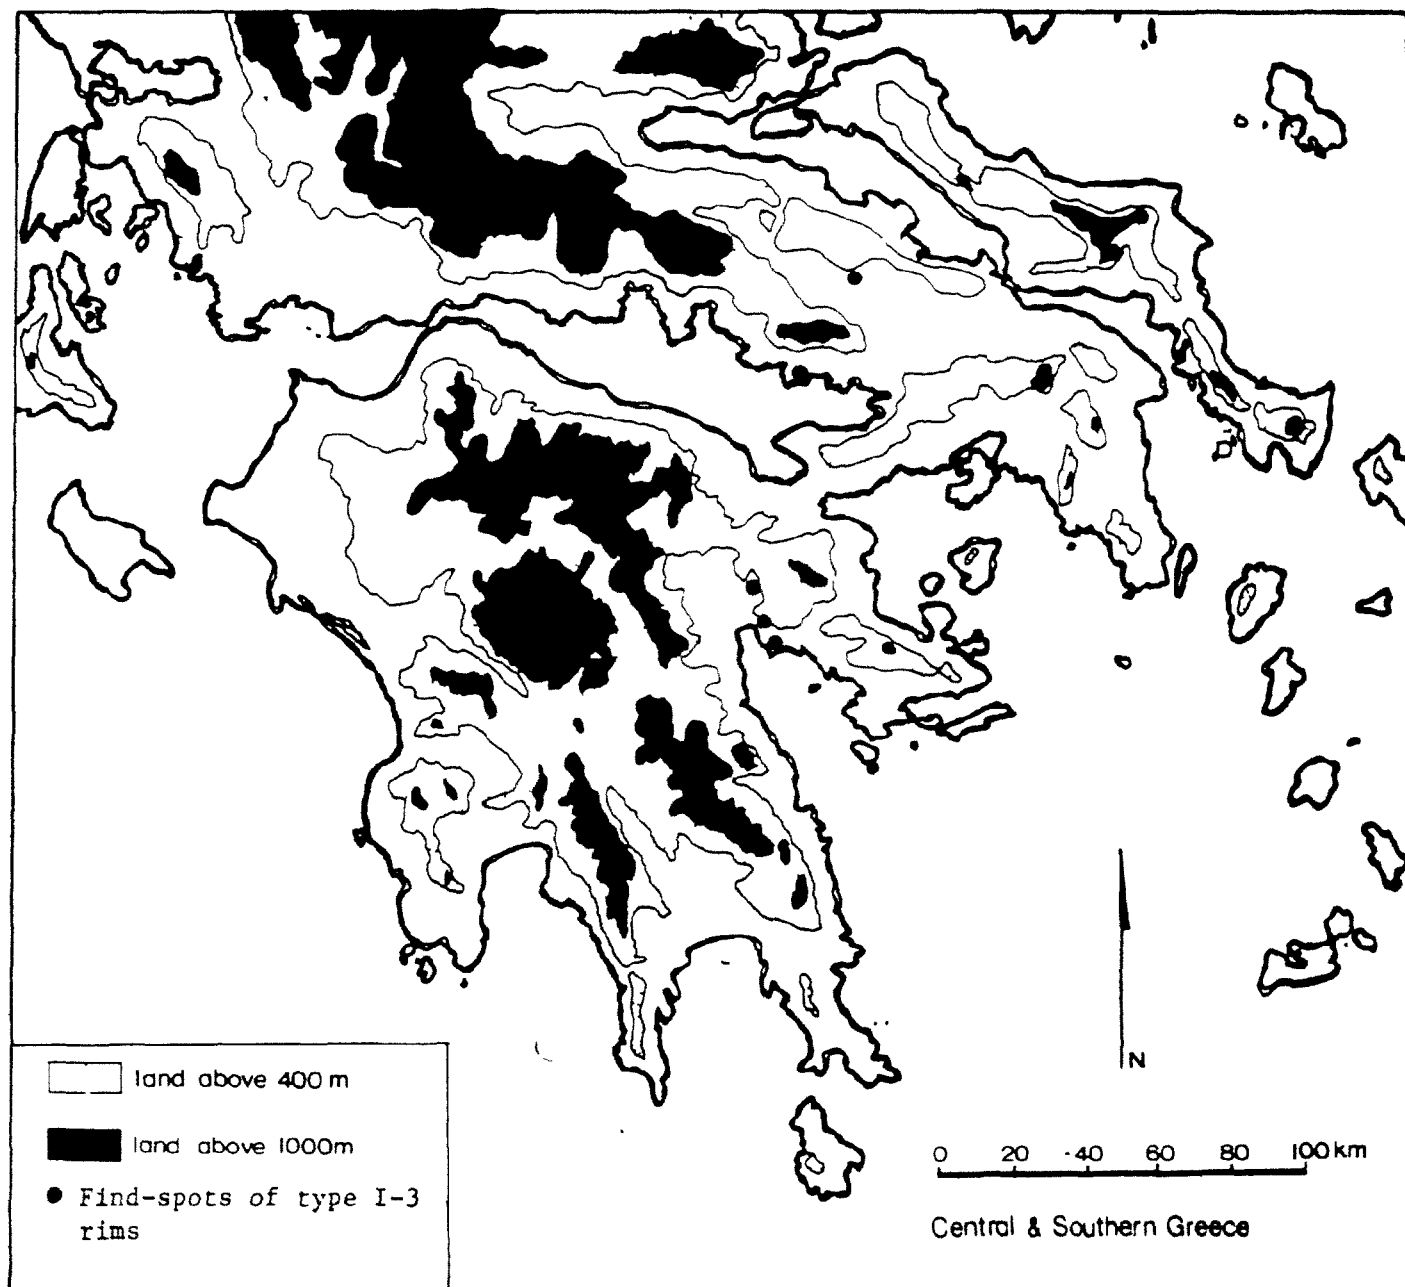 land above 400 m
land above 1000m
Find-spots of type I-3
rims
N
0 20 40 60 80 100 km
Central & Southern Greece